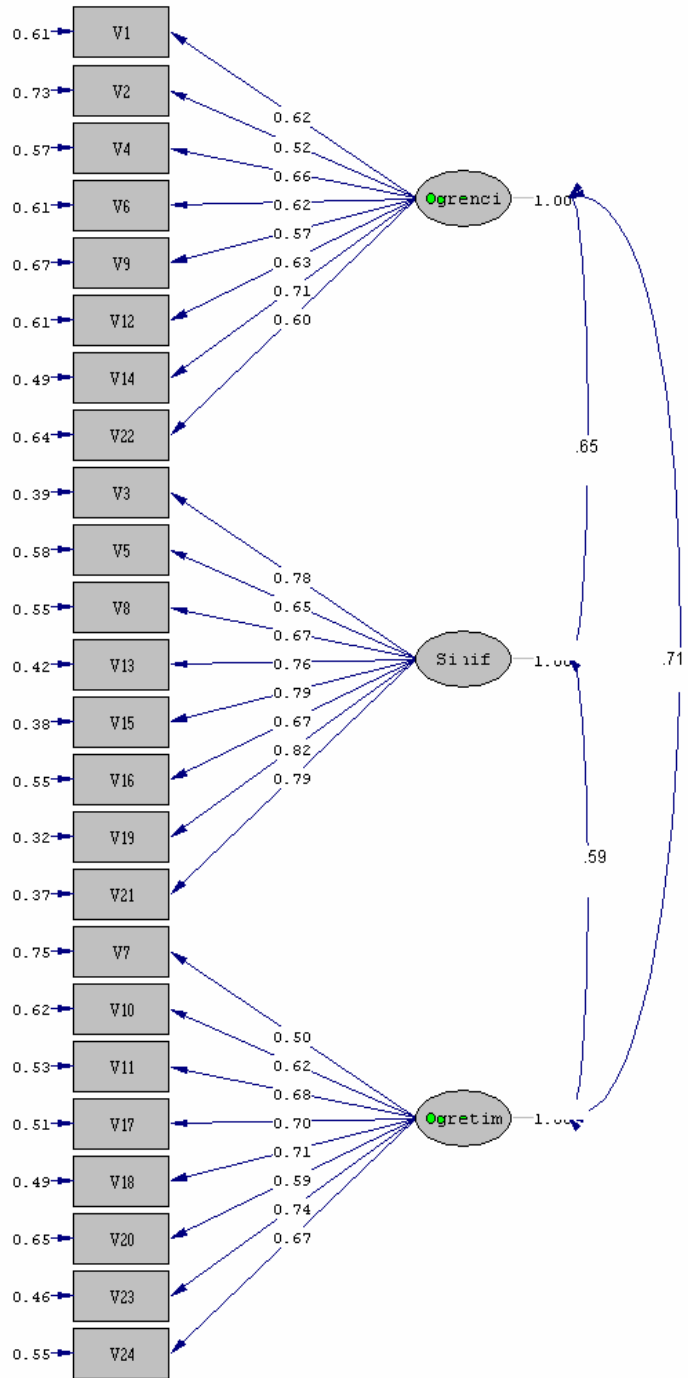 0.61 V1
0.62
0.73 V2
0.52
0.57 V4
0.66
0.61 V6
0.62
Ogrenci 1.00
0.67 V9
0.57
0.61 V12
0.63
0.49 V14
0.71
0.64 V22
0.60
.65
0.39 V3
0.78
0.58 V5
0.65
0.55 V8
0.67
0.42 V13
0.76
Sinif
.71
0.38 V15
0.79
0.55 V16
0.67
0.32 V19
0.82
0.37 V21
0.79
.59
0.75 V7
0.50
0.62 V10
0.62
0.53 V11
0.68
0.51 V17
0.70
Ogretim
0.49 V18
0.71
0.65 V20
0.59
0.46 V23
0.74
0.55 V24
0.67